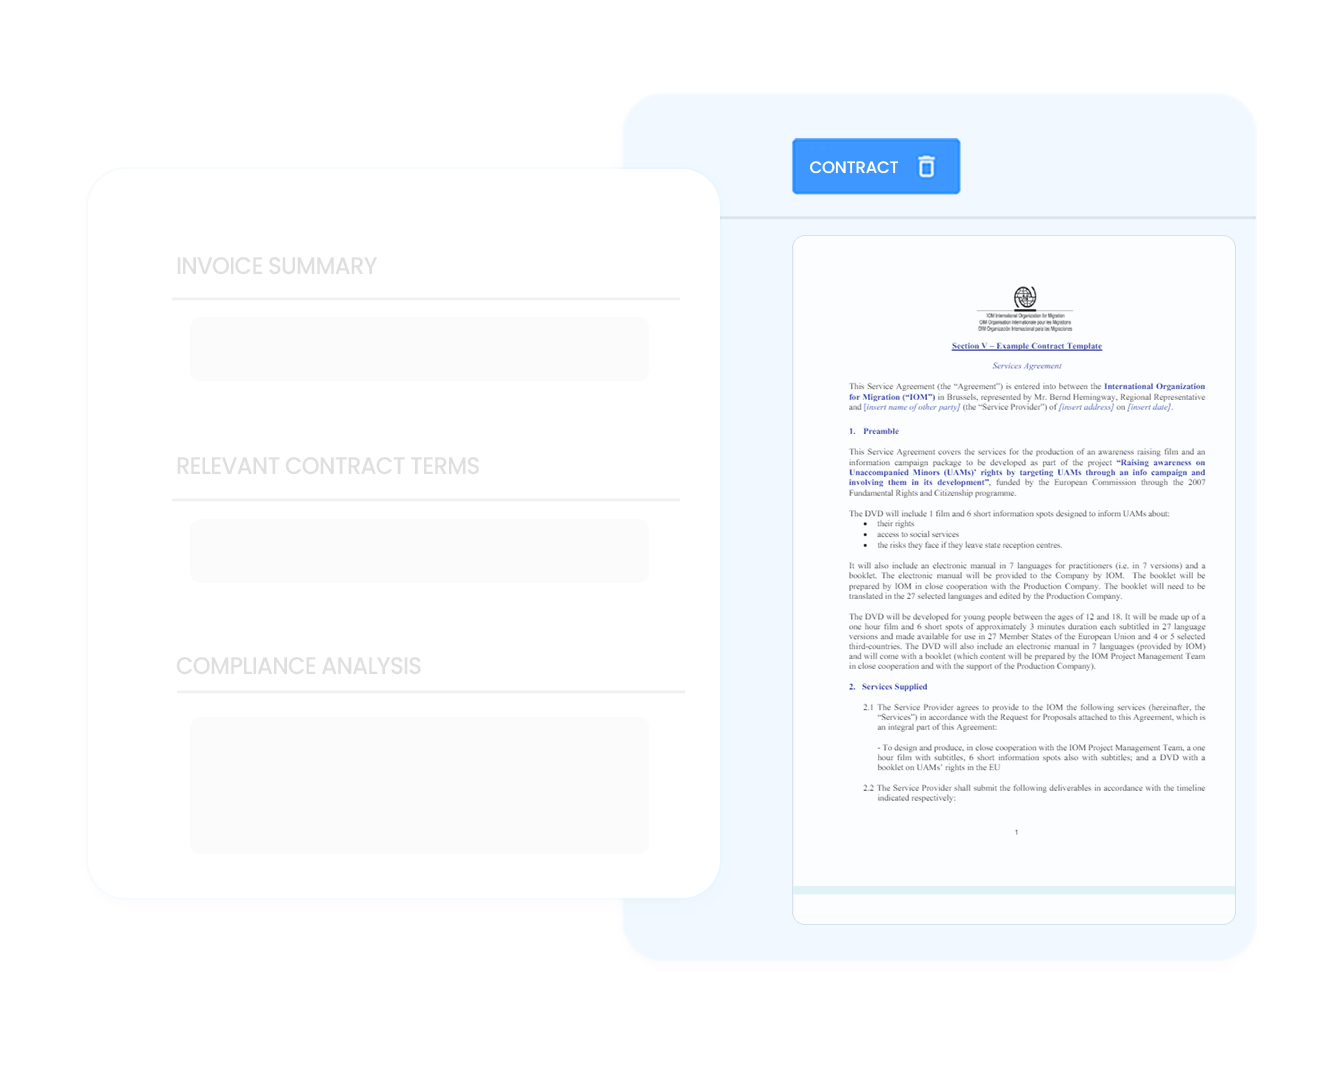 CONTRACT
INVOICE SUMMARY
RELEVANT CONTRACT TERMS
COMPLIANCE ANALYSIS
IOM International Organization for Migration
OIM Organisation Internationale pour les Migrations
OIM Organización Internacional para las Migraciones
Section V – Example Contract Template
Services Agreement
This Service Agreement (the “Agreement”) is entered into between the International Organization
for Migration (“IOM”) in Brussels, represented by Mr. Bernd Hemingway, Regional Representative
and [insert name of other party] (the “Service Provider”) of [insert address] on [insert date].
1. Preamble
This Service Agreement covers the services for the production of an awareness raising film and an
information campaign package to be developed as part of the project “Raising awareness on
Unaccompanied Minors (UAMs)’ rights by targeting UAMs through an info campaign and
involving them in its development”, funded by the European Commission through the 2007
Fundamental Rights and Citizenship programme.
The DVD will include 1 film and 6 short information spots designed to inform UAMs about:
• their rights
• access to social services
• the risks they face if they leave state reception centres.
It will also include an electronic manual in 7 languages for practitioners (i.e. in 7 versions) and a
booklet. The electronic manual will be provided to the Company by IOM. The booklet will be
prepared by IOM in close cooperation with the Production Company. The booklet will need to be
translated in the 27 selected languages and edited by the Production Company.
The DVD will be developed for young people between the ages of 12 and 18. It will be made up of a
one hour film and 6 short spots of approximately 3 minutes duration each subtitled in 27 language
versions and made available for use in 27 Member States of the European Union and 4 or 5 selected
third-countries. The DVD will also include an electronic manual in 7 languages (provided by IOM)
and will come with a booklet (which content will be prepared by the IOM Project Management Team
in close cooperation and with the support of the Production Company).
2. Services Supplied
2.1 The Service Provider agrees to provide to the IOM the following services (hereinafter, the
“Services”) in accordance with the Request for Proposals attached to this Agreement, which is
an integral part of this Agreement:
- To design and produce, in close cooperation with the IOM Project Management Team, a one
hour film with subtitles, 6 short information spots also with subtitles; and a DVD with a
booklet on UAMs’ rights in the EU
2.2 The Service Provider shall submit the following deliverables in accordance with the timeline
indicated respectively:
1